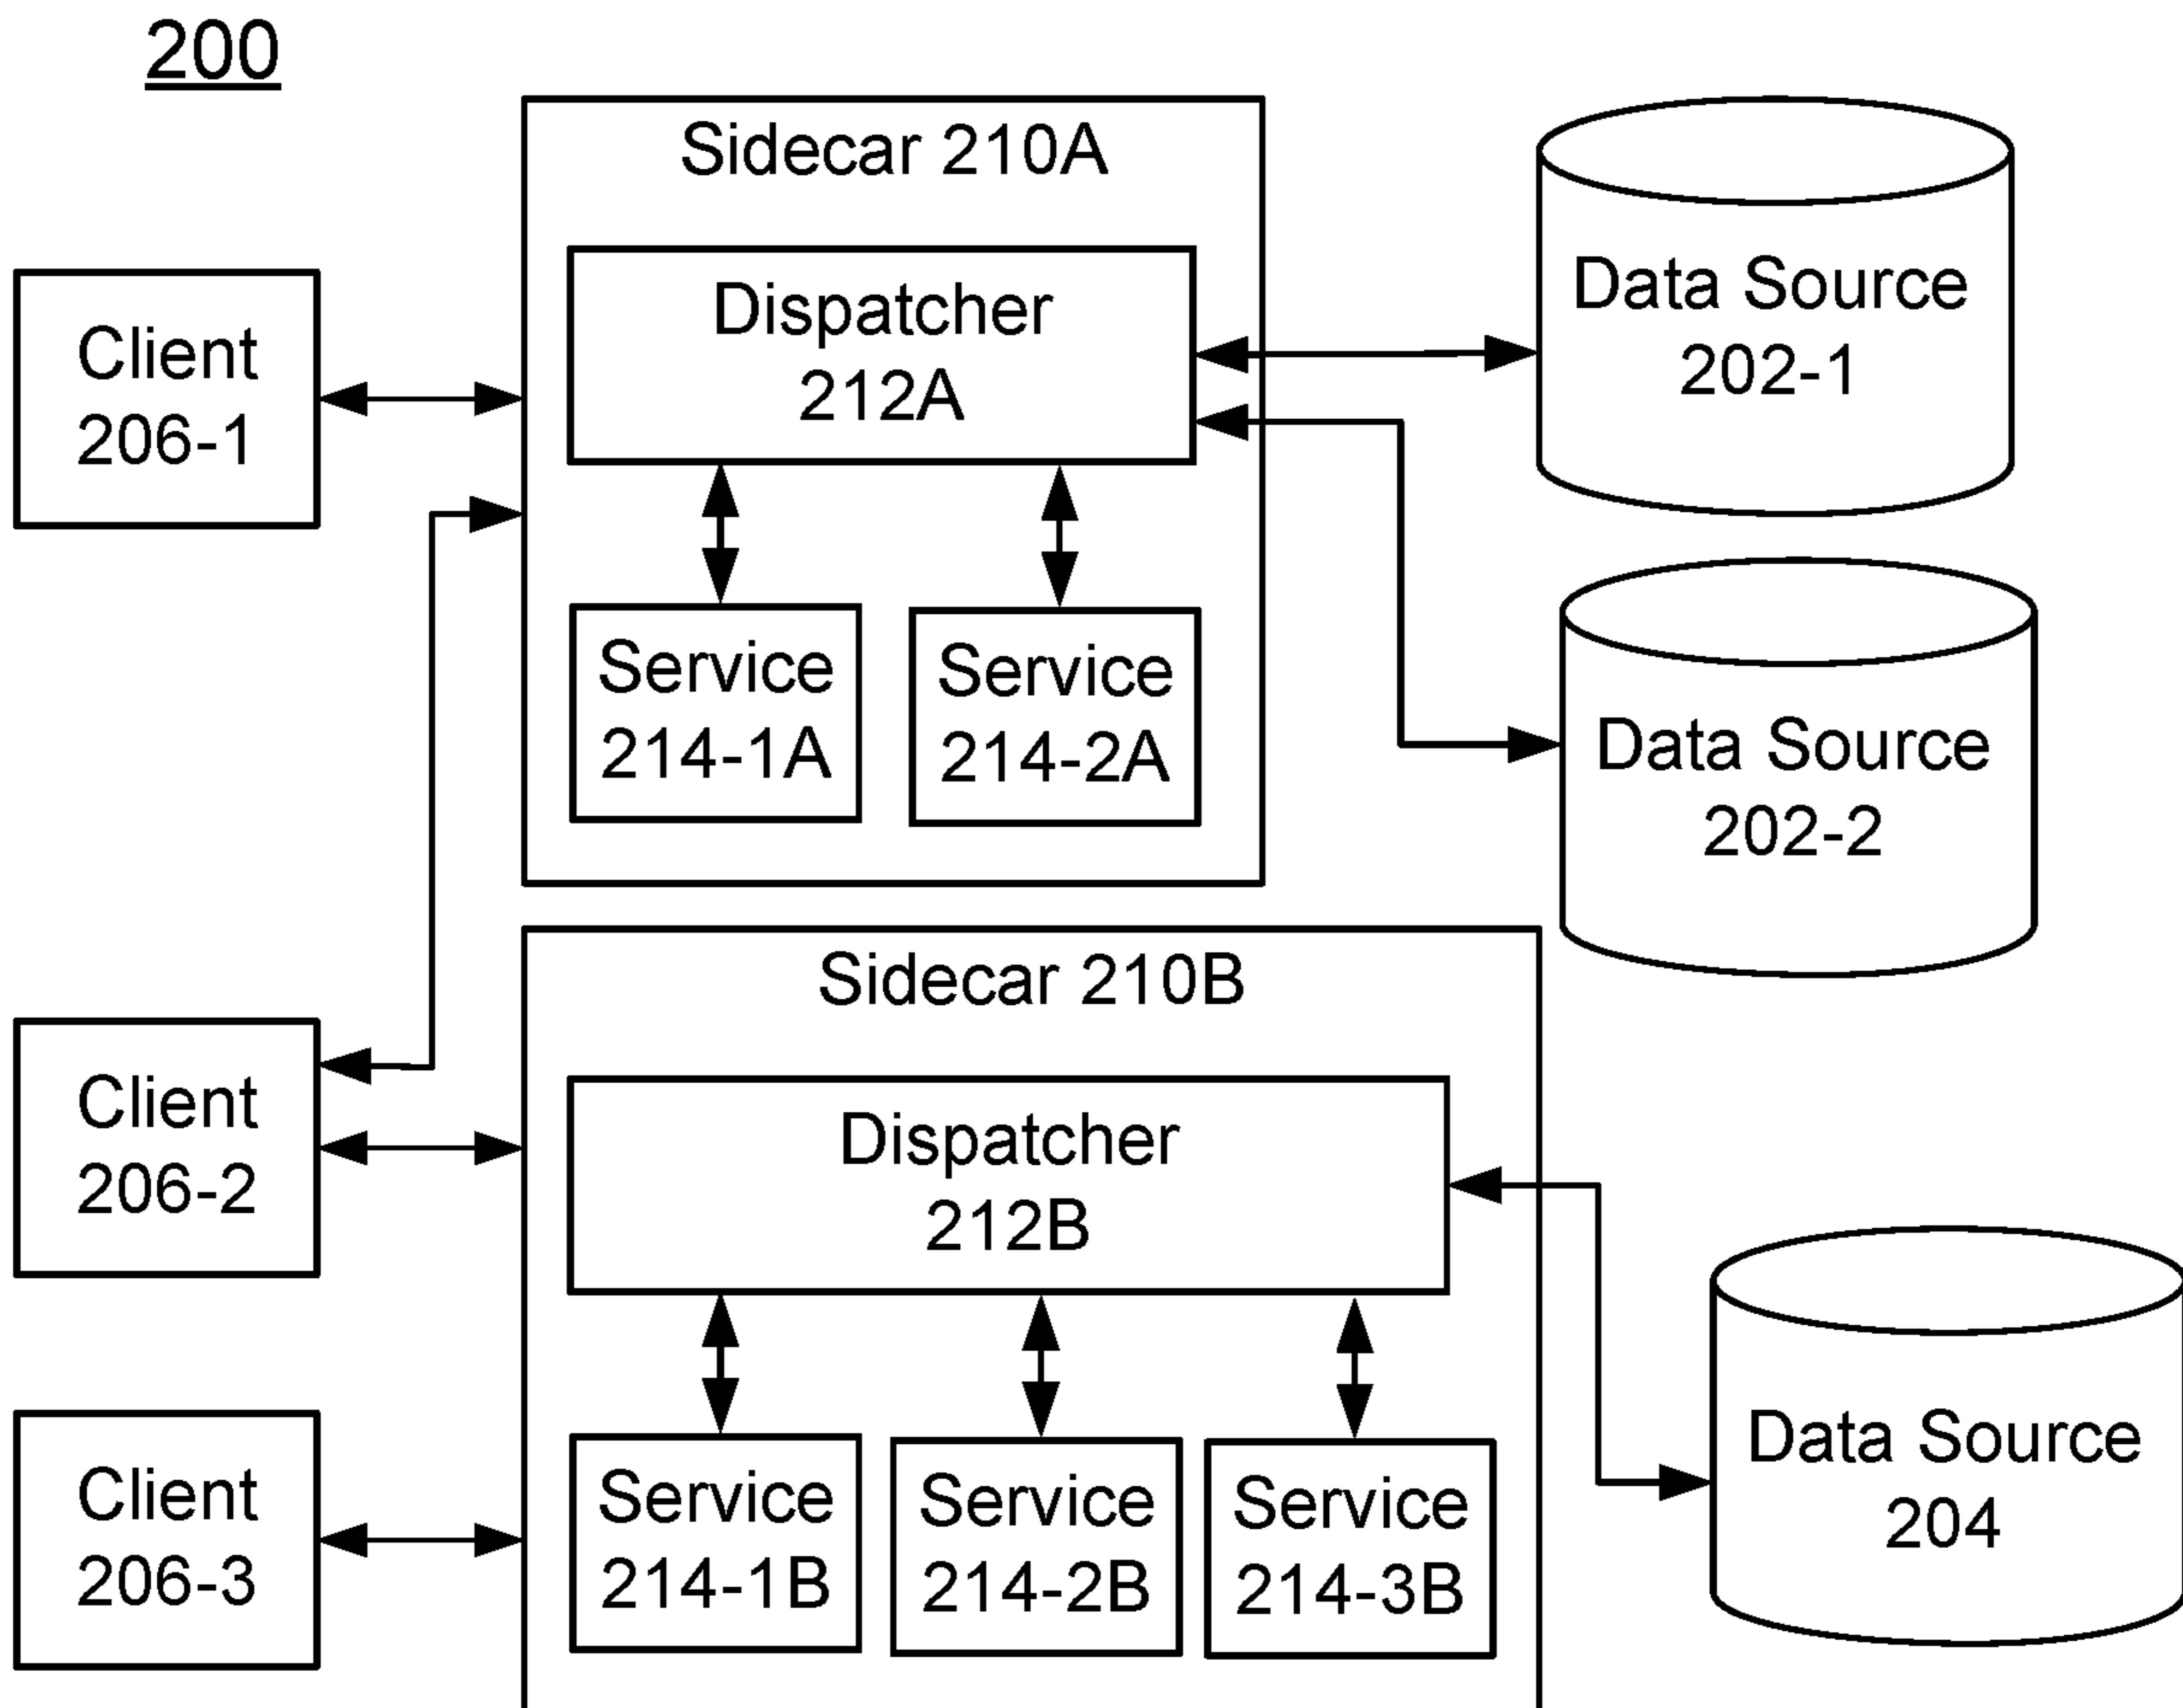 200
Sidecar 210A
Dispatcher
212A
Client
206-1
Data Source
202-1
Service
214-1A
Service
214-2A
Data Source
202-2
Sidecar 210B
Client
206-2
Dispatcher
212B
Data Source
204
Client
206-3
Service
214-1B
Service
214-2B
Service
214-3B